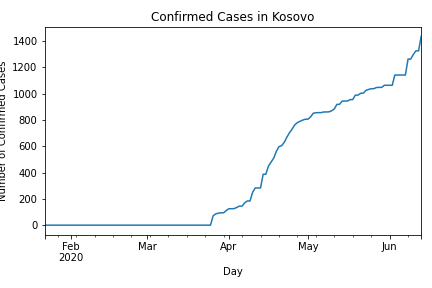 Confirmed Cases in Kosovo
Number of Confirmed Cases
1400
1200
1000
800
600
400
200
0
Feb Mar Apr May Jun
2020
Day